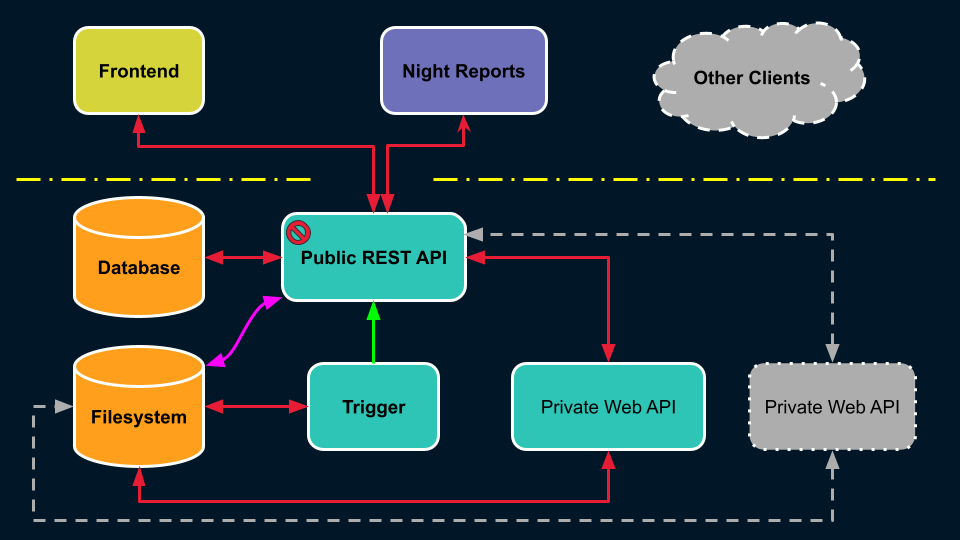 Frontend
Night Reports
Other Clients
Database
Public REST API
Filesystem
Trigger
Private Web API
Private Web API